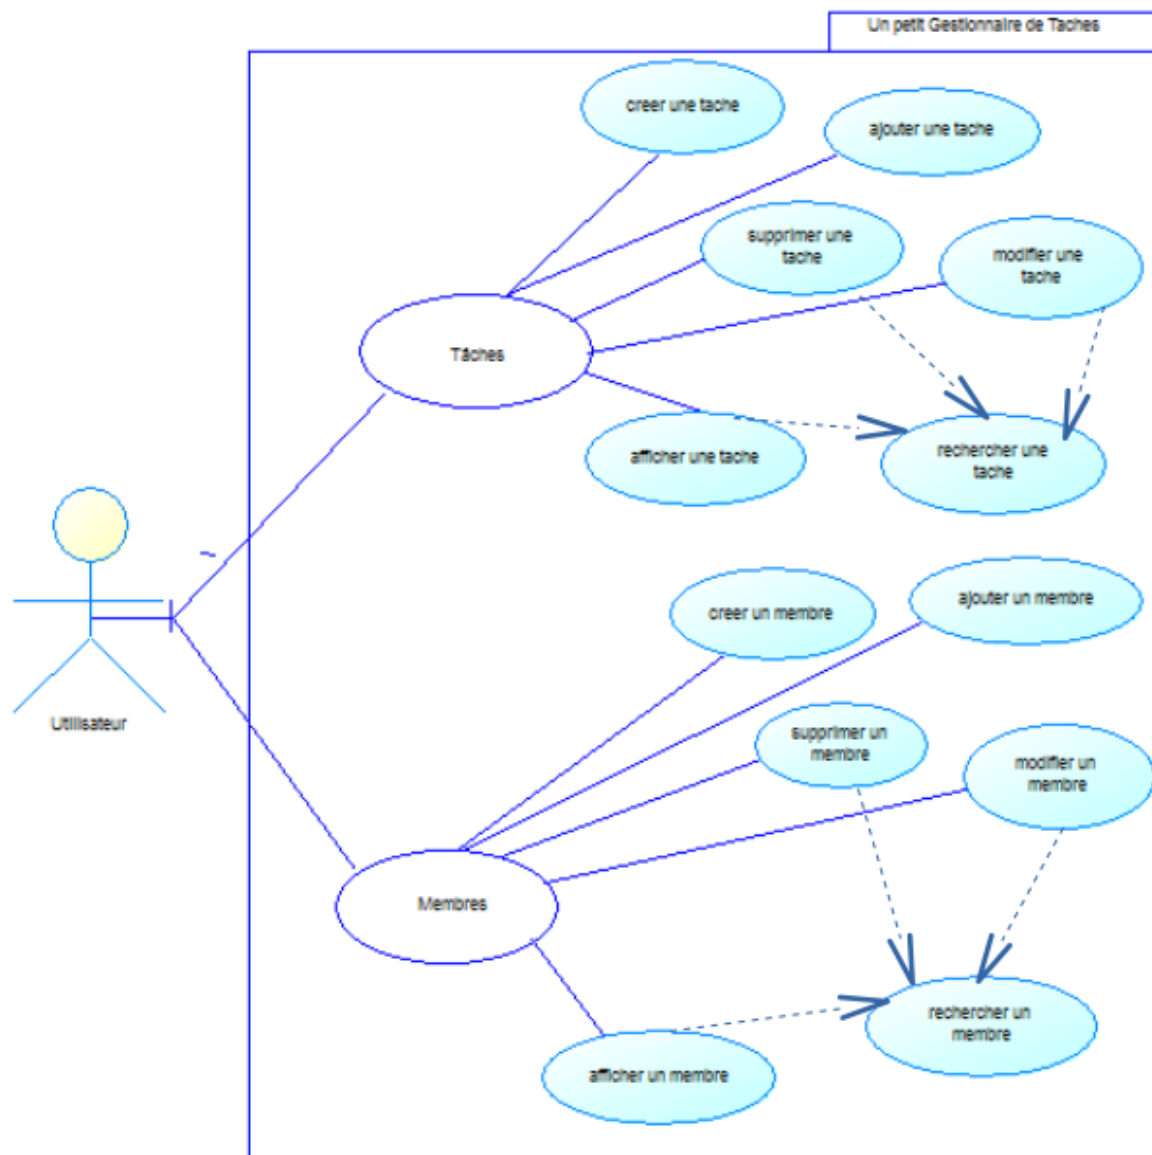 Un petit Gestionnaire de Taches
creer une tache
ajouter une tache
supprimer une
tache
modifier une
tache
Tâches
afficher une tache
rechercher une
tache
Utilisateur
creer un membre
ajouter un membre
supprimer un
membre
modifier un
membre
Membres
rechercher un
membre
afficher un membre